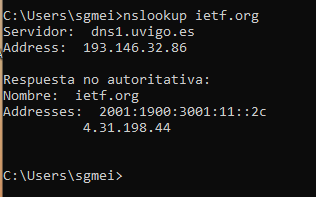 C:\Users\sgmei>nslookup ietf.org
Servidor:  dns1.uvigo.es
Address:  193.146.32.86
Respuesta no autoritativa:
Nombre:  ietf.org
Addresses:  2001:1900:3001:11::2c
4.31.198.44
C:\Users\sgmei>